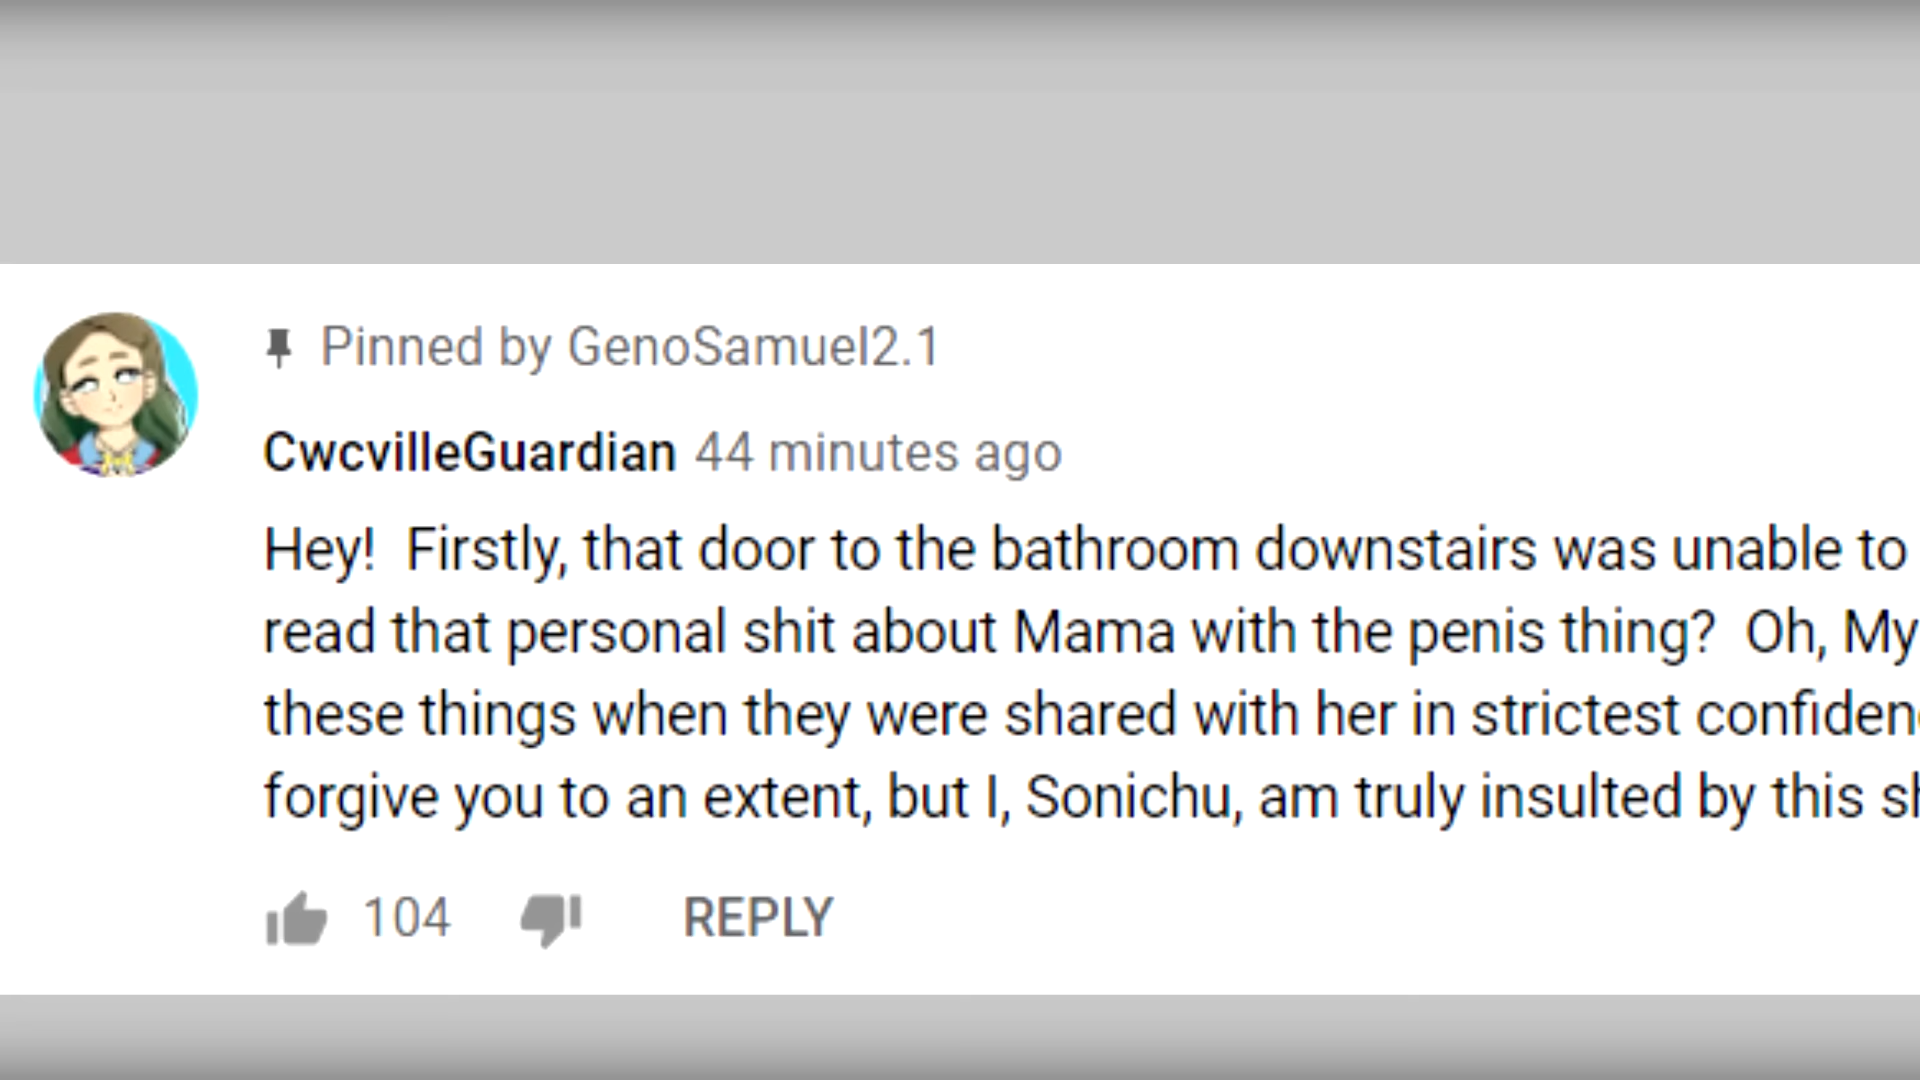 Pinned by GenoSamuel2.1
CwcvilleGuardian 44 minutes ago
Hey!  Firstly, that door to the bathroom downstairs was unable to
read that personal shit about Mama with the penis thing?  Oh, My
these things when they were shared with her in strictest
forgive you to an extent, but I, Sonichu, am truly insulted by this
104 REPLY